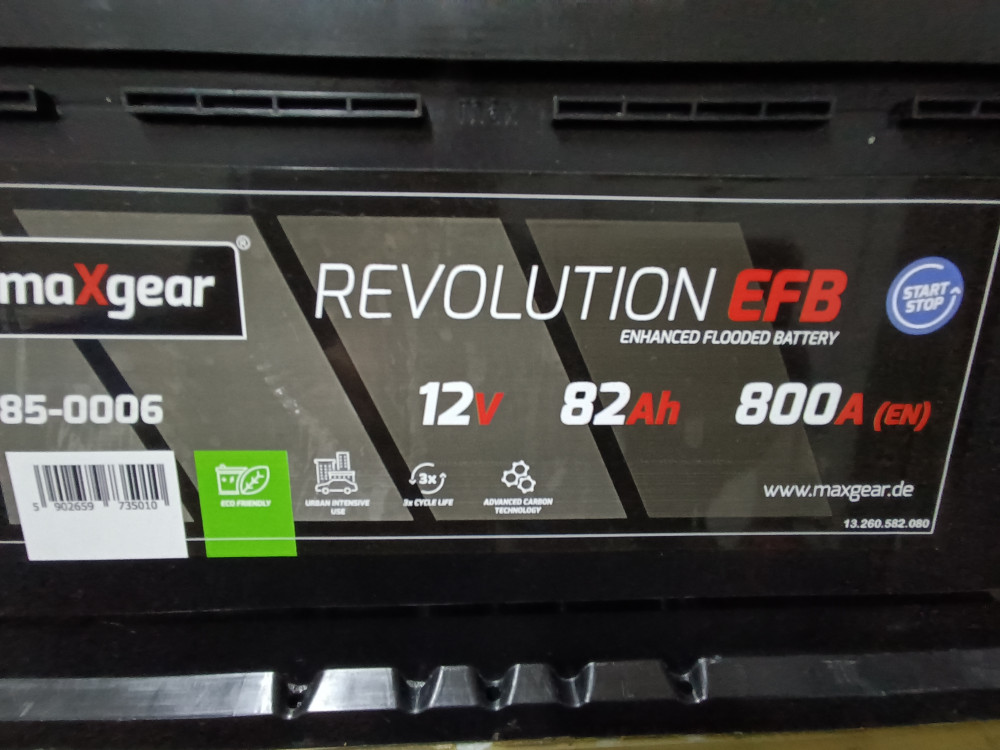 maXgear®
REVOLUTION EFB
ENHANCED FLOODED BATTERY
START
STOP
85-0006
12V 82Ah 800A (EN)
5 902659 735010
ECO FRIENDLY
URBAN INTENSIVE
USE
3x
3x CYCLE LIFE
ADVANCED CARBON
TECHNOLOGY
www.maxgear.de
13.260.582.080